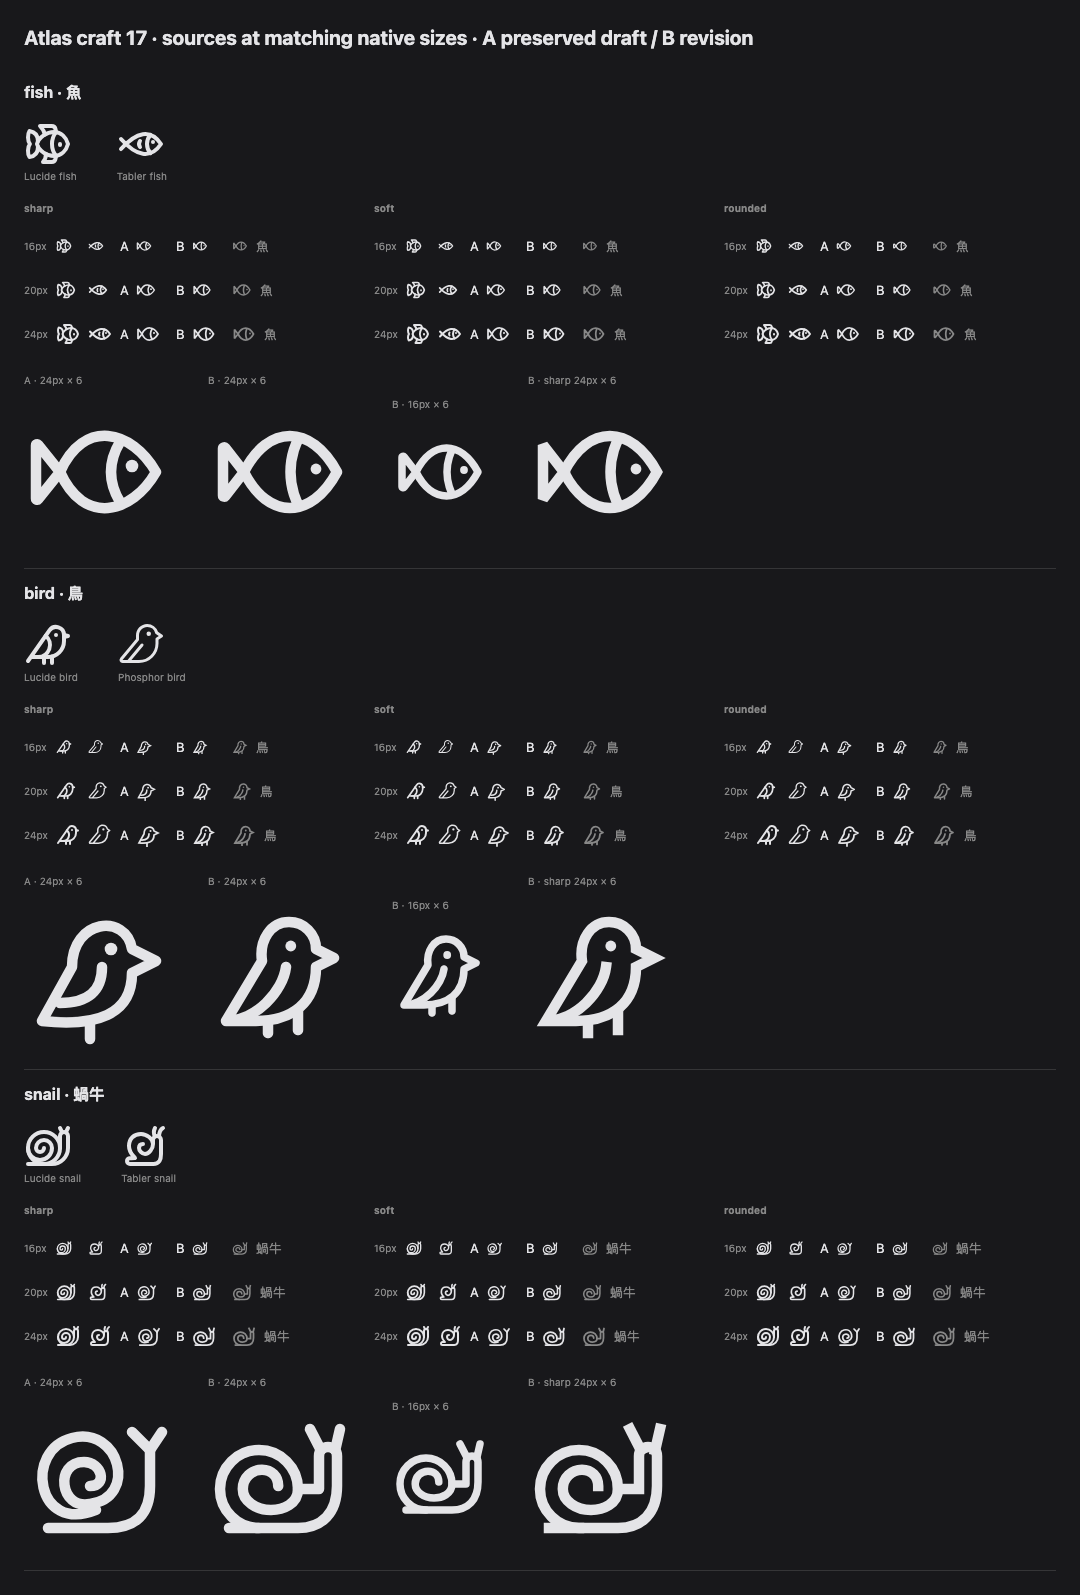 Atlas craft 17 · sources at matching native sizes · A preserved draft / B revision
fish · 魚
Lucide fish Tabler fish
sharp soft rounded
16px A B 魚 16px A B 魚 16px A B 魚
20px A B 魚 20px A B 魚 20px A B 魚
24px A B 魚 24px A B 魚 24px A B 魚
A · 24px × 6 B · 24px × 6 B · sharp 24px × 6
B · 16px × 6
bird · 鳥
Lucide bird Phosphor bird
sharp soft rounded
16px A B 鳥 16px A B 鳥 16px A B 鳥
20px A B 鳥 20px A B 鳥 20px A B 鳥
24px A B 鳥 24px A B 鳥 24px A B 鳥
A · 24px × 6 B · 24px × 6 B · sharp 24px × 6
B · 16px × 6
snail · 蝸牛
Lucide snail Tabler snail
sharp soft rounded
16px A B 蝸牛 16px A B 蝸牛 16px A B 蝸牛
20px A B 蝸牛 20px A B 蝸牛 20px A B 蝸牛
24px A B 蝸牛 24px A B 蝸牛 24px A B 蝸牛
A · 24px × 6 B · 24px × 6 B · sharp 24px × 6
B · 16px × 6